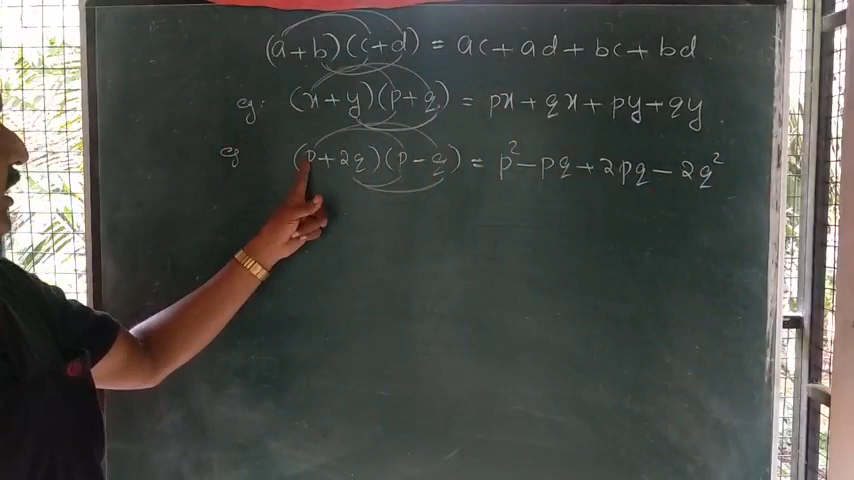 (a+b)(c+d) = ac+ad+bc+bd
eg: (x+y)(p+q) = px+qx+py+qy
eg (p+2q)(p-q) = p²-pq+2pq-2q²